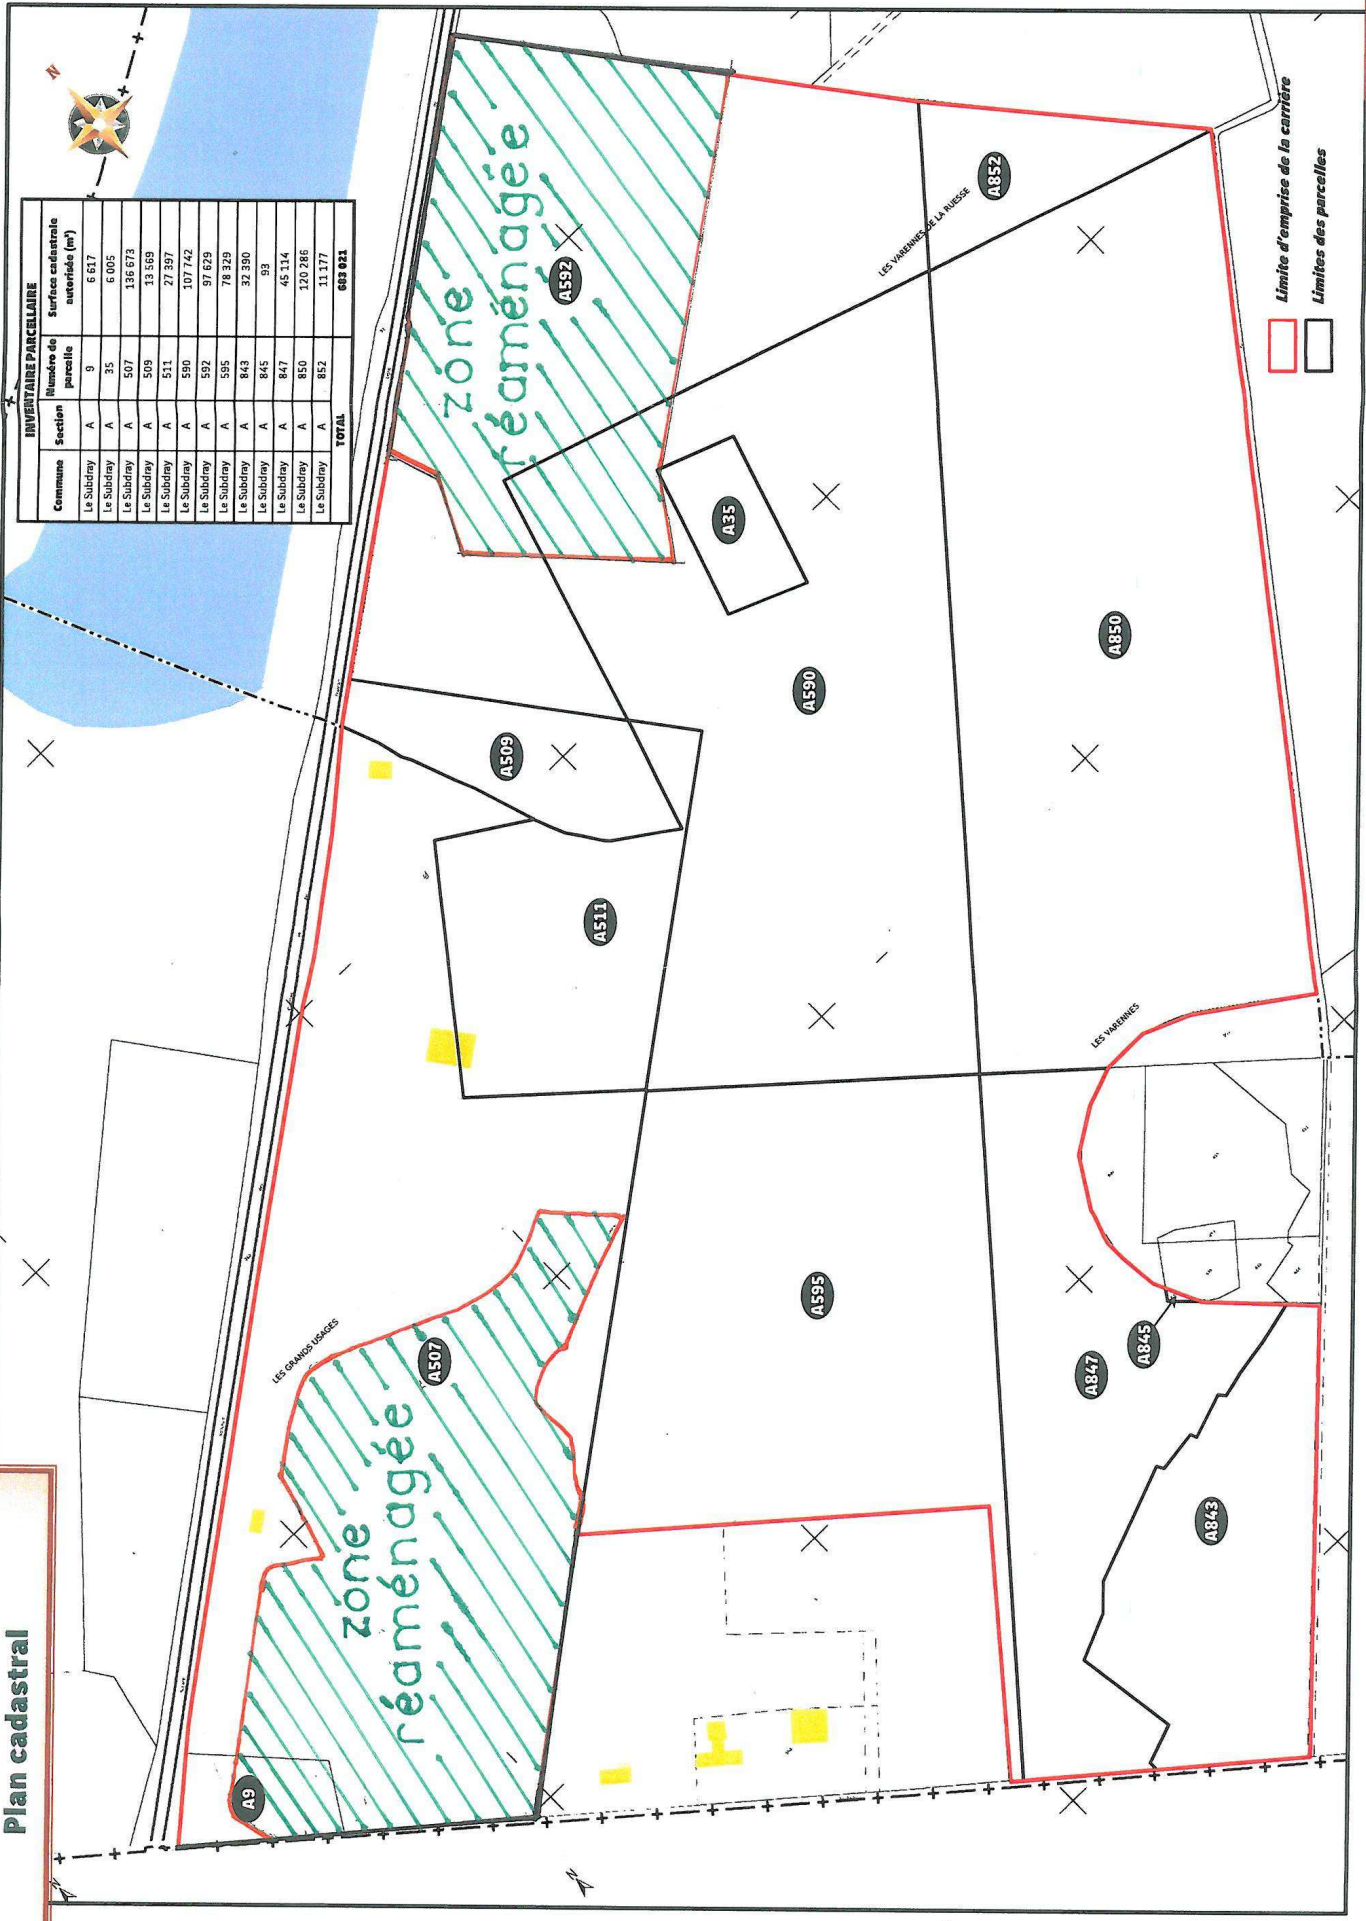 Plan cadastral
INVENTAIRE PARCELLAIRE
Commune Section Numéro de parcelle Surface cadastrale autorisée (m²)
Le Subdray A 9 6 617
Le Subdray A 35 6 005
Le Subdray A 507 136 673
Le Subdray A 509 13 569
Le Subdray A 511 27 397
Le Subdray A 590 107 742
Le Subdray A 592 97 629
Le Subdray A 595 78 329
Le Subdray A 843 32 390
Le Subdray A 845 93
Le Subdray A 847 45 114
Le Subdray A 850 120 286
Le Subdray A 852 11 177
TOTAL 683 021
N
A9
zone
réaménagée
LES GRANDS USAGES
A507
A511
A509
zone
réaménagée
A592
A35
A590
A595
LES VARENNES DE LA RUESSE
A852
A850
LES VARENNES
A847
A845
A843
N
N
Limite d'emprise de la carrière
Limites des parcelles